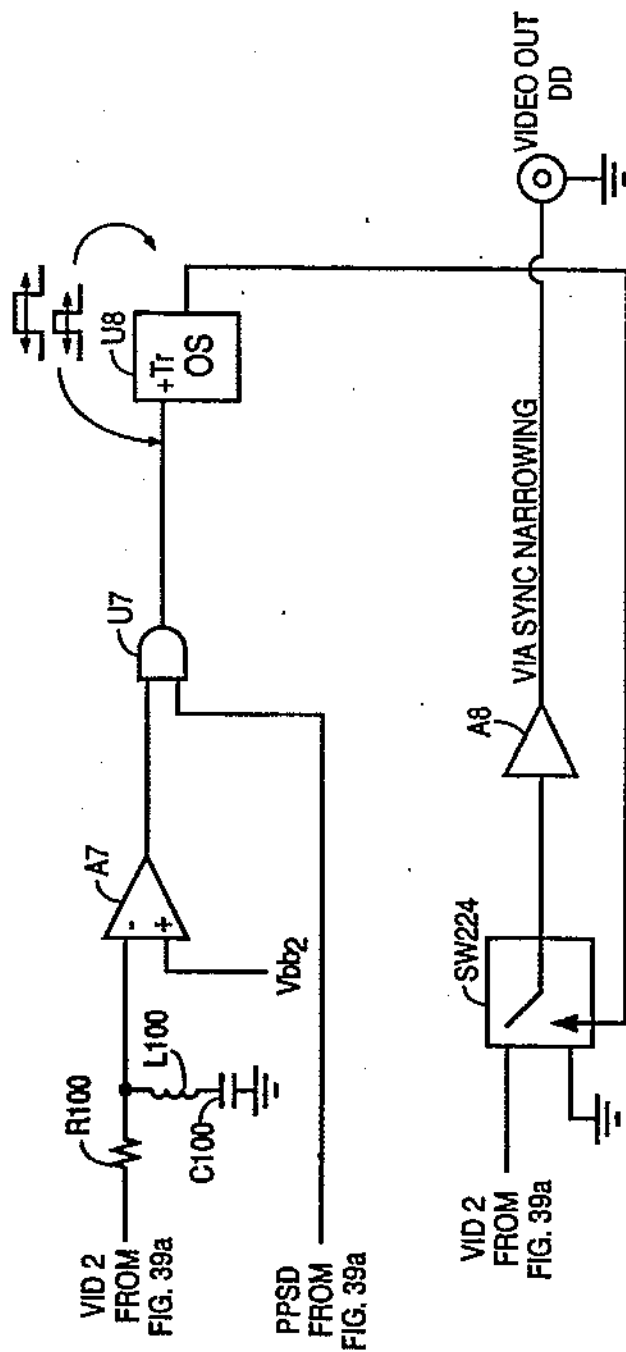 VID 2
FROM
FIG. 39a
R100
L100
C100
A7
-
+
Vbb2
U7
U8
+Tr
OS
PPSD
FROM
FIG. 39a
VID 2
FROM
FIG. 39a
SW224
A8
VIA SYNC NARROWING
VIDEO OUT
DD